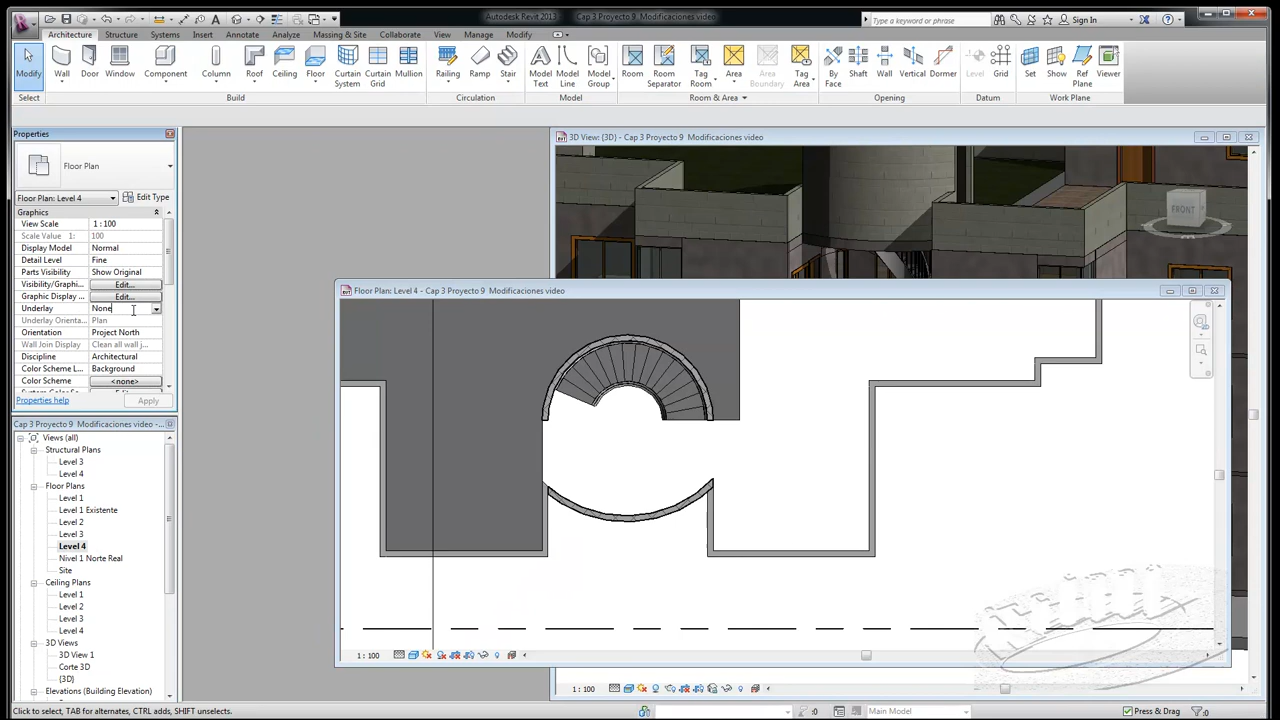 Autodesk Revit 2013    Cap 3 Proyecto 9  Modificaciones video
Type a keyword or phrase
Sign In
Architecture Structure Systems Insert Annotate Analyze Massing & Site Collaborate View Manage Modify
Modify Wall Door Window Component Column Roof Ceiling Floor Curtain System Curtain Grid Mullion Railing Ramp Stair Model Text Model Line Model Group Room Room Separator Tag Room Area Area Boundary Tag Area By Face Shaft Wall Vertical Dormer Level Grid Set Show Ref Plane Viewer
Select Build Circulation Model Room & Area Opening Datum Work Plane
Properties
Floor Plan
Floor Plan: Level 4 Edit Type
Graphics
View Scale 1 : 100
Scale Value 1: 100
Display Model Normal
Detail Level Fine
Parts Visibility Show Original
Visibility/Graphi... Edit...
Graphic Display ... Edit...
Underlay None
Underlay Orienta... Plan
Orientation Project North
Wall Join Display Clean all wall j...
Discipline Architectural
Color Scheme L... Background
Color Scheme <none>
Properties help Apply
Cap 3 Proyecto 9  Modificaciones video
Views (all)
Structural Plans
Level 3
Level 4
Floor Plans
Level 1
Level 1 Existente
Level 2
Level 3
Level 4
Nivel 1 Norte Real
Site
Ceiling Plans
Level 1
Level 2
Level 3
Level 4
3D Views
3D View 1
Corte 3D
{3D}
Elevations (Building Elevation)
3D View: {3D} - Cap 3 Proyecto 9  Modificaciones video
FRONT
Floor Plan: Level 4 - Cap 3 Proyecto 9  Modificaciones video
1 : 100
1 : 100
Click to select, TAB for alternates, CTRL adds, SHIFT unselects.
:0
Main Model
Press & Drag
:0